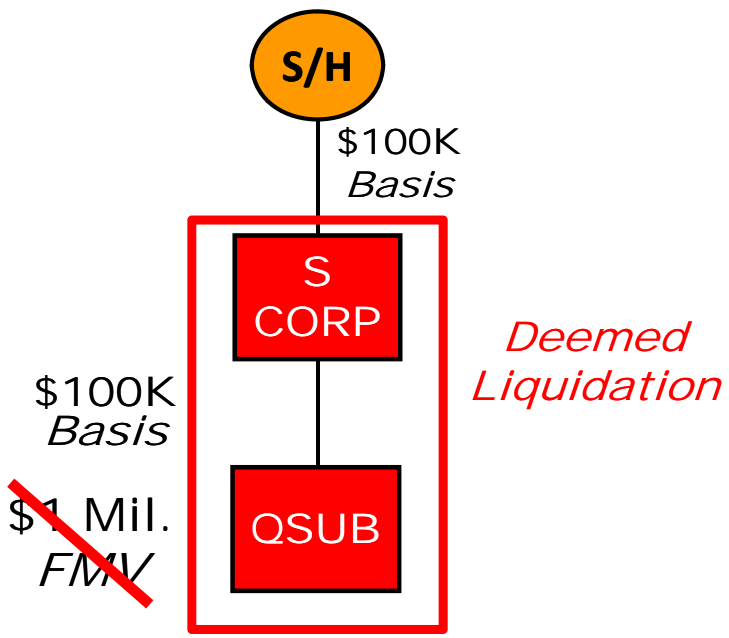 S/H
$100K
Basis
S
CORP
Deemed
Liquidation
$100K
Basis
$1 Mil.
FMV
QSUB